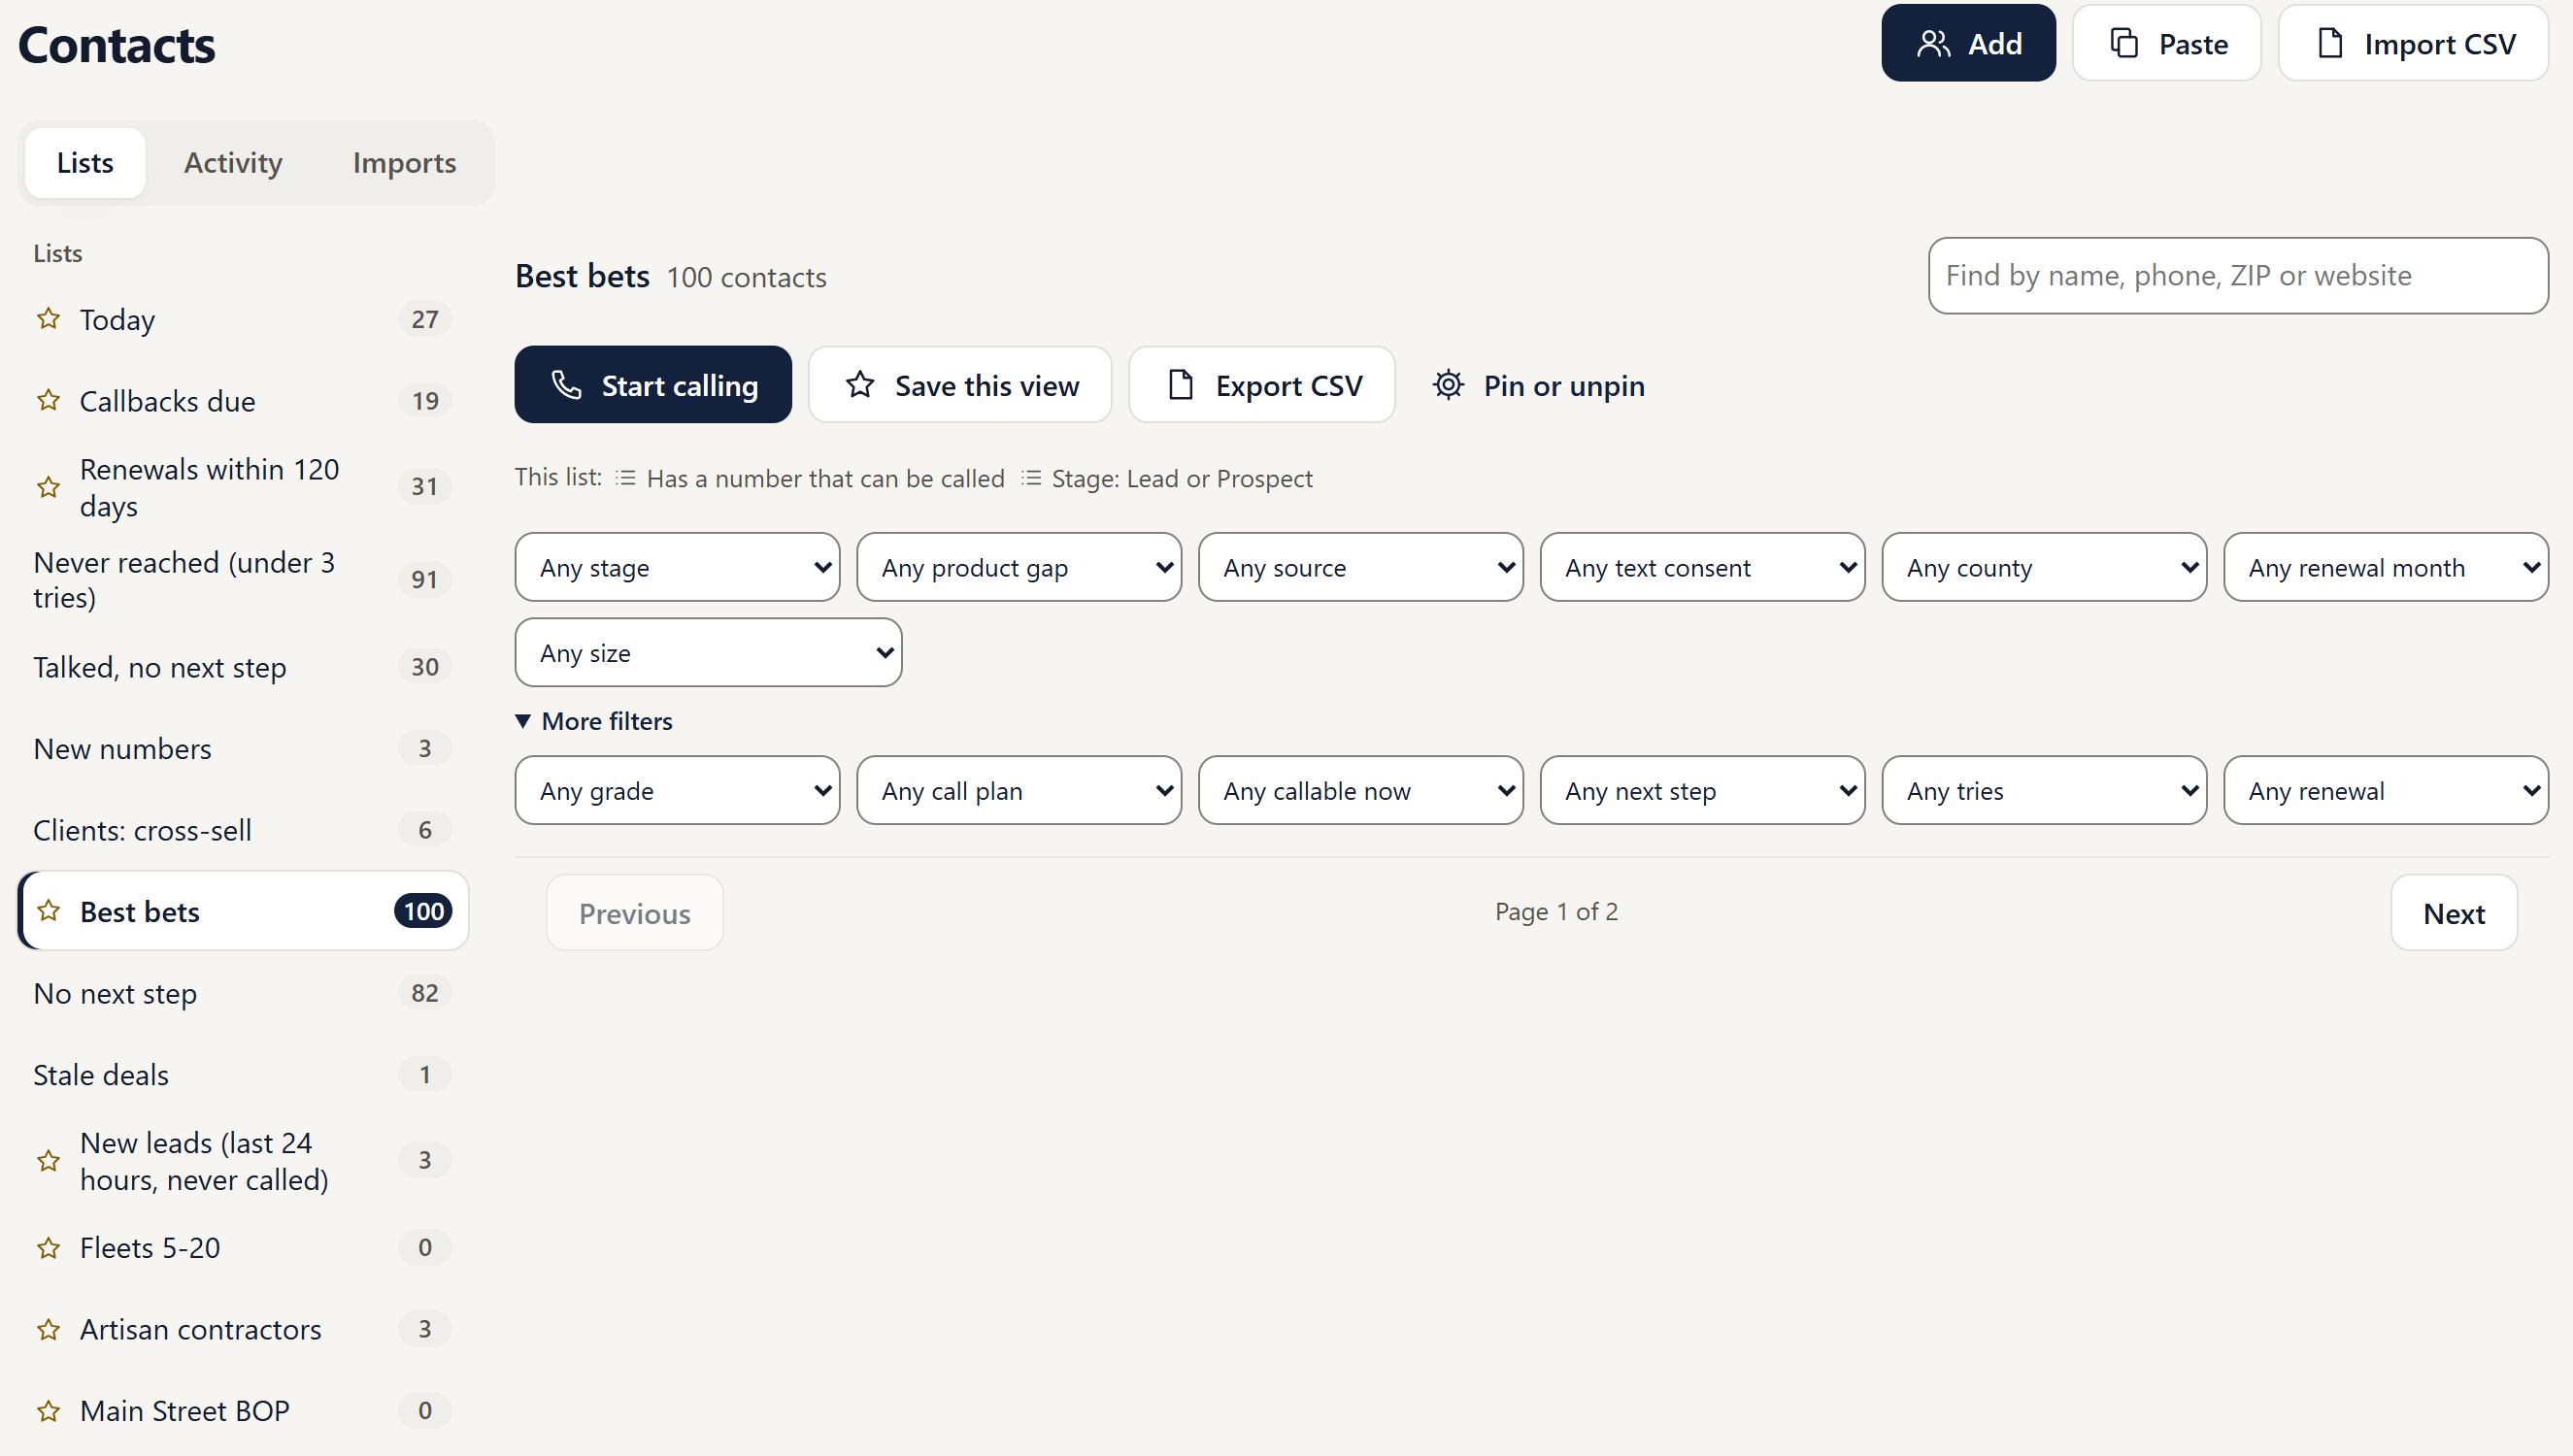 Contacts
Add
Paste
Import CSV
Lists
Activity
Imports
Lists
Today 27
Callbacks due 19
Renewals within 120
days 31
Never reached (under 3
tries) 91
Talked, no next step 30
New numbers 3
Clients: cross-sell 6
Best bets 100
No next step 82
Stale deals 1
New leads (last 24
hours, never called) 3
Fleets 5-20 0
Artisan contractors 3
Main Street BOP 0
Best bets 100 contacts
Find by name, phone, ZIP or website
Start calling
Save this view
Export CSV
Pin or unpin
This list: Has a number that can be called Stage: Lead or Prospect
Any stage
Any product gap
Any source
Any text consent
Any county
Any renewal month
Any size
More filters
Any grade
Any call plan
Any callable now
Any next step
Any tries
Any renewal
Previous
Page 1 of 2
Next